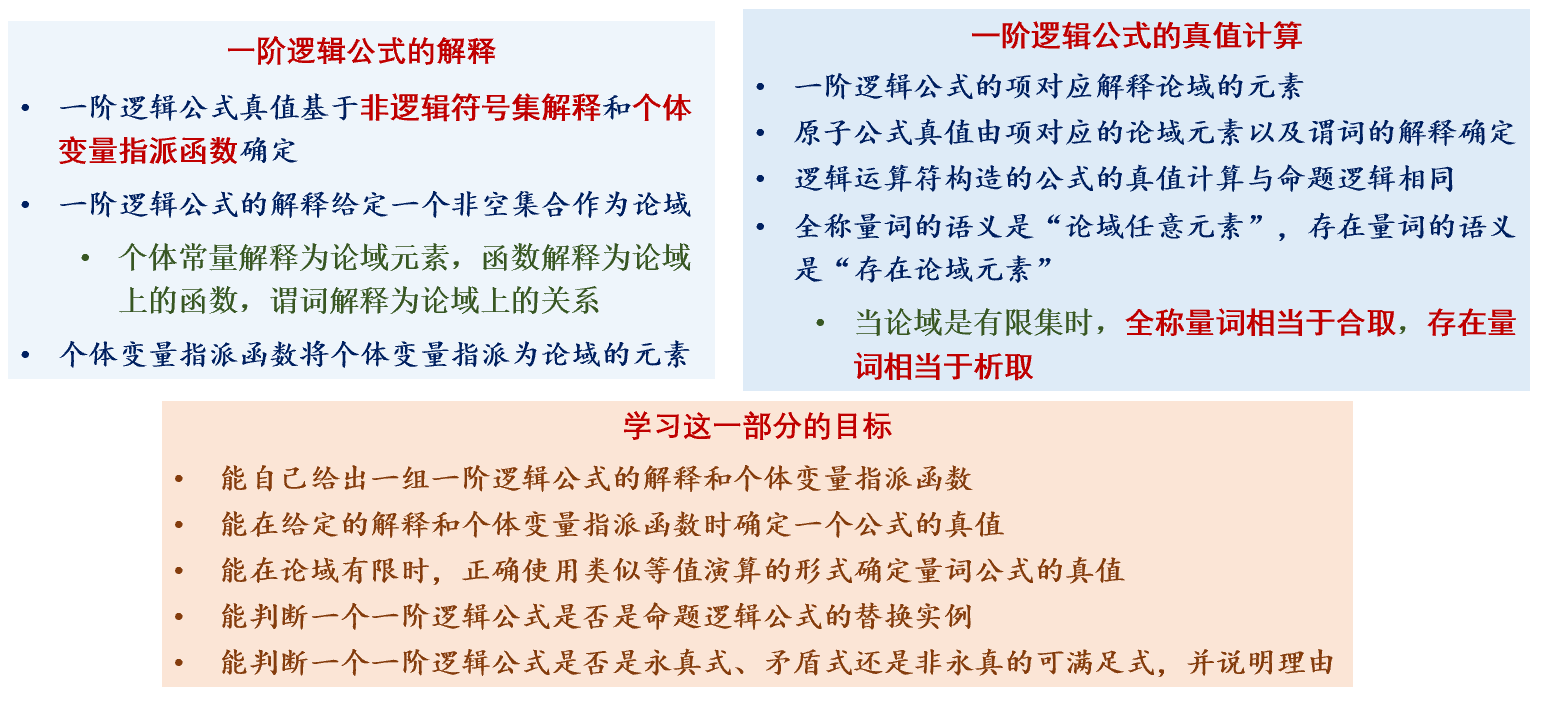 一阶逻辑公式的解释
• 一阶逻辑公式真值基于非逻辑符号集解释和个体
变量指派函数确定
• 一阶逻辑公式的解释给定一个非空集合作为论域
• 个体常量解释为论域元素，函数解释为论域
上的函数，谓词解释为论域上的关系
• 个体变量指派函数将个体变量指派为论域的元素
一阶逻辑公式的真值计算
• 一阶逻辑公式的项对应解释论域的元素
• 原子公式真值由项对应的论域元素以及谓词的解释确定
• 逻辑运算符构造的公式的真值计算与命题逻辑相同
• 全称量词的语义是“论域任意元素”，存在量词的语义
是“存在论域元素”
• 当论域是有限集时，全称量词相当于合取，存在量
词相当于析取
学习这一部分的目标
• 能自己给出一组一阶逻辑公式的解释和个体变量指派函数
• 能在给定的解释和个体变量指派函数时确定一个公式的真值
• 能在论域有限时，正确使用类似等值演算的形式确定量词公式的真值
• 能判断一个一阶逻辑公式是否是命题逻辑公式的替换实例
• 能判断一个一阶逻辑公式是否是永真式、矛盾式还是非永真的可满足式，并说明理由